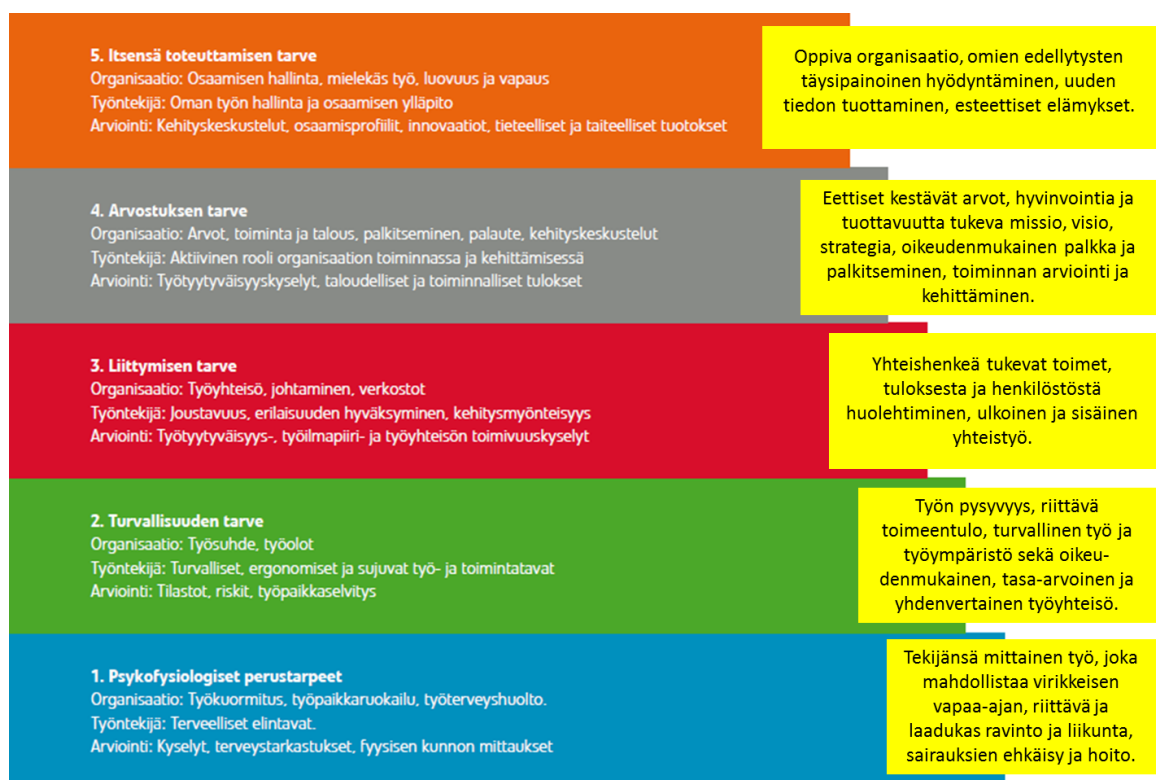 5. Itsensä toteuttamisen tarve
Organisaatio: Osaamisen hallinta, mielekäs työ, luovuus ja vapaus
Työntekijä: Oman työn hallinta ja osaamisen ylläpito
Arviointi: Kehityskeskustelut, osaamisprofiilit, innovaatiot, tieteelliset ja taiteelliset tuotokset
Oppiva organisaatio, omien edellytysten
täysipainoinen hyödyntäminen, uuden
tiedon tuottaminen, esteettiset elämykset.
4. Arvostuksen tarve
Organisaatio: Arvot, toiminta ja talous, palkitseminen, palaute, kehityskeskustelut
Työntekijä: Aktiivinen rooli organisaation toiminnassa ja kehittämisessä
Arviointi: Työtyytyväisyyskyselyt, taloudelliset ja toiminnalliset tulokset
Eettiset kestävät arvot, hyvinvointia ja
tuottavuutta tukeva missio, visio,
strategia, oikeudenmukainen palkka ja
palkitseminen, toiminnan arviointi ja
kehittäminen.
3. Liittymisen tarve
Organisaatio: Työyhteisö, johtaminen, verkostot
Työntekijä: Joustavuus, erilaisuuden hyväksyminen, kehitysmyönteisyys
Arviointi: Työtyytyväisyys-, työilmapiiri- ja työyhteisön toimivuuskyselyt
Yhteishenkeä tukevat toimet,
tuloksesta ja henkilöstöstä
huolehtiminen, ulkoinen ja sisäinen
yhteistyö.
2. Turvallisuuden tarve
Organisaatio: Työsuhde, työolot
Työntekijä: Turvalliset, ergonomiset ja sujuvat työ- ja toimintatavat
Arviointi: Tilastot, riskit, työpaikkaselvitys
Työn pysyvyys, riittävä
toimeentulo, turvallinen työ ja
työympäristö sekä oikeu-
denmukainen, tasa-arvoinen ja
yhdenvertainen työyhteisö.
1. Psykofysiologiset perustarpeet
Organisaatio: Työkuormitus, työpaikkaruokailu, työterveyshuolto.
Työntekijä: Terveelliset elintavat.
Arviointi: Kyselyt, terveystarkastukset, fyysisen kunnon mittaukset
Tekijänsä mittainen työ, joka
mahdollistaa virikkeisen
vapaa-ajan, riittävä ja
laadukas ravinto ja liikunta,
sairauksien ehkäisy ja hoito.